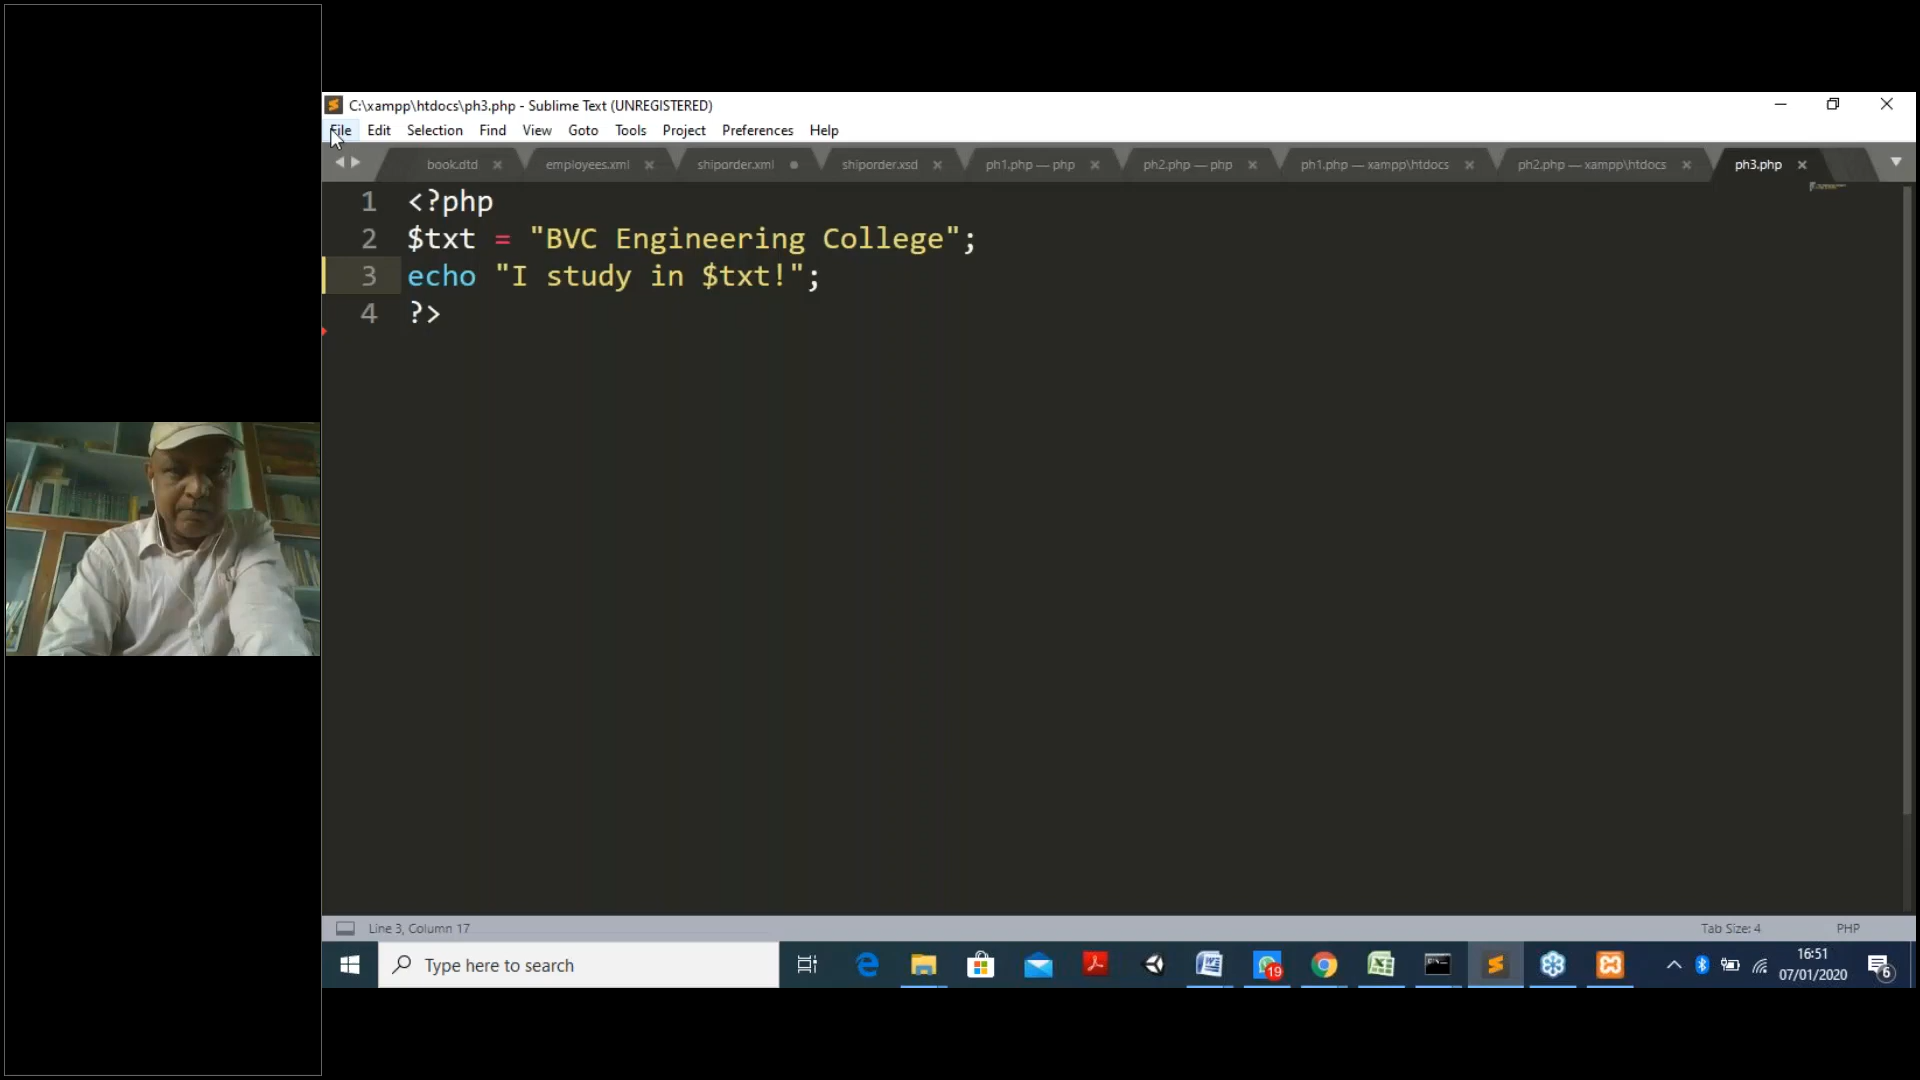 C:\xampp\htdocs\ph3.php - Sublime Text (UNREGISTERED)
File Edit Selection Find View Goto Tools Project Preferences Help
book.dtd employees.xml shiporder.xml shiporder.xsd ph1.php — php ph2.php — php ph1.php — xampp\htdocs ph2.php — xampp\htdocs ph3.php
1 <?php
2 $txt = "BVC Engineering College";
3 echo "I study in $txt!";
4 ?>
Line 3, Column 17 Tab Size: 4 PHP
Type here to search 19 16:51
07/01/2020 6